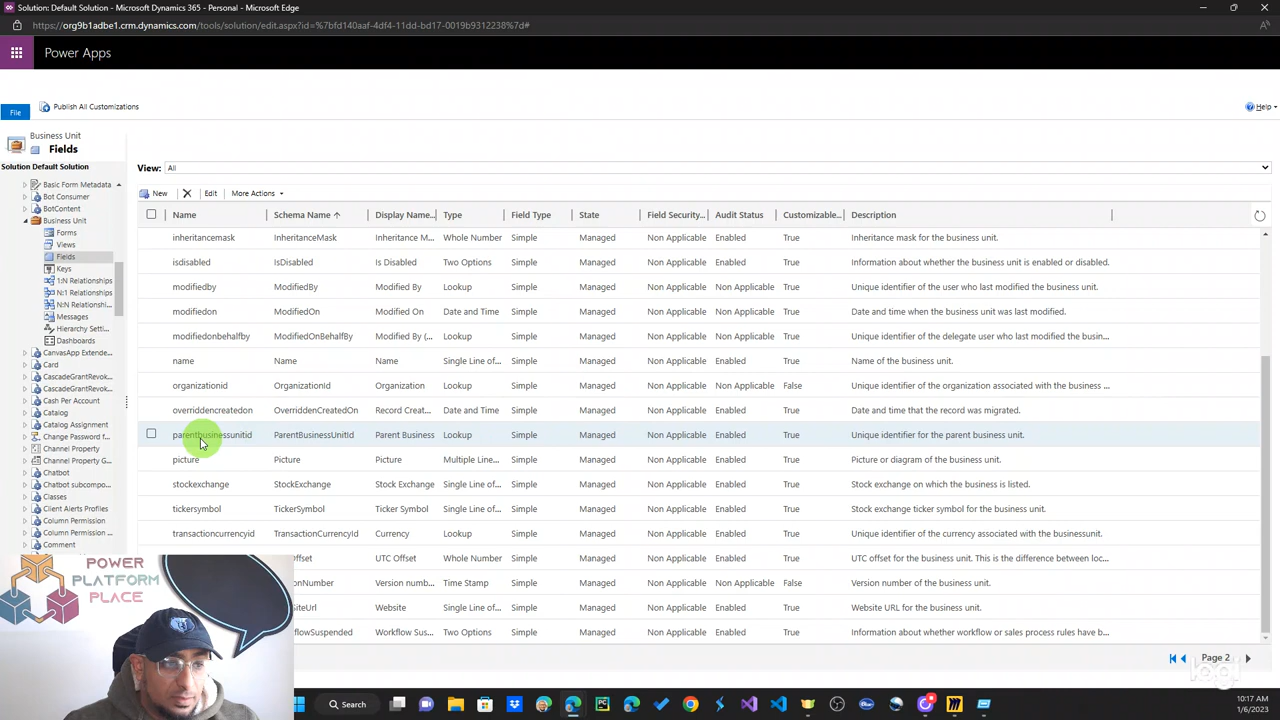 Solution: Default Solution - Microsoft Dynamics 365 - Personal - Microsoft Edge
https://org9b1adbe1.crm.dynamics.com/tools/solution/edit.aspx?id=%7bfd140aaf-4df4-11dd-bd17-0019b9312238%7d#
Power Apps
File
Publish All Customizations
Help
Business Unit
Fields
Solution Default Solution
Basic Form Metadata
Bot Consumer
BotContent
Business Unit
Forms
Views
Fields
Keys
1:N Relationships
N:1 Relationships
N:N Relationshi...
Messages
Hierarchy Setti...
Dashboards
CanvasApp Extende...
Card
CascadeGrantRevok...
CascadeGrantRevok...
Cash Per Account
Catalog
Catalog Assignment
Change Password f...
Channel Property
Channel Property G...
Chatbot
Chatbot subcompo...
Classes
Client Alerts Profiles
Column Permission
Column Permission ...
Comment
View: All
New Edit More Actions
Name Schema Name Display Name... Type Field Type State Field Security... Audit Status Customizable... Description
inheritancemask InheritanceMask Inheritance M... Whole Number Simple Managed Non Applicable Enabled True Inheritance mask for the business unit.
isdisabled IsDisabled Is Disabled Two Options Simple Managed Non Applicable Enabled True Information about whether the business unit is enabled or disabled.
modifiedby ModifiedBy Modified By Lookup Simple Managed Non Applicable Non Applicable True Unique identifier of the user who last modified the business unit.
modifiedon ModifiedOn Modified On Date and Time Simple Managed Non Applicable Non Applicable True Date and time when the business unit was last modified.
modifiedonbehalfby ModifiedOnBehalfBy Modified By (... Lookup Simple Managed Non Applicable Non Applicable True Unique identifier of the delegate user who last modified the busin...
name Name Name Single Line of... Simple Managed Non Applicable Enabled True Name of the business unit.
organizationid OrganizationId Organization Lookup Simple Managed Non Applicable Non Applicable False Unique identifier of the organization associated with the business ...
overriddencreatedon OverriddenCreatedOn Record Creat... Date and Time Simple Managed Non Applicable Enabled True Date and time that the record was migrated.
parentbusinessunitid ParentBusinessUnitId Parent Business Lookup Simple Managed Non Applicable Enabled True Unique identifier for the parent business unit.
picture Picture Picture Multiple Line... Simple Managed Non Applicable Enabled True Picture or diagram of the business unit.
stockexchange StockExchange Stock Exchange Single Line of... Simple Managed Non Applicable Enabled True Stock exchange on which the business is listed.
tickersymbol TickerSymbol Ticker Symbol Single Line of... Simple Managed Non Applicable Enabled True Stock exchange ticker symbol for the business unit.
transactioncurrencyid TransactionCurrencyId Currency Lookup Simple Managed Non Applicable Enabled True Unique identifier of the currency associated with the businessunit.
Offset UTC Offset Whole Number Simple Managed Non Applicable Enabled True UTC offset for the business unit. This is the difference between loc...
onNumber Version numb... Time Stamp Simple Managed Non Applicable Non Applicable False Version number of the business unit.
SiteUrl Website Single Line of... Simple Managed Non Applicable Enabled True Website URL for the business unit.
flowSuspended Workflow Sus... Two Options Simple Managed Non Applicable Enabled True Information about whether workflow or sales process rules have b...
Page 2
POWER
PLATFORM
PLACE
logi
Search
10:17 AM
1/6/2023